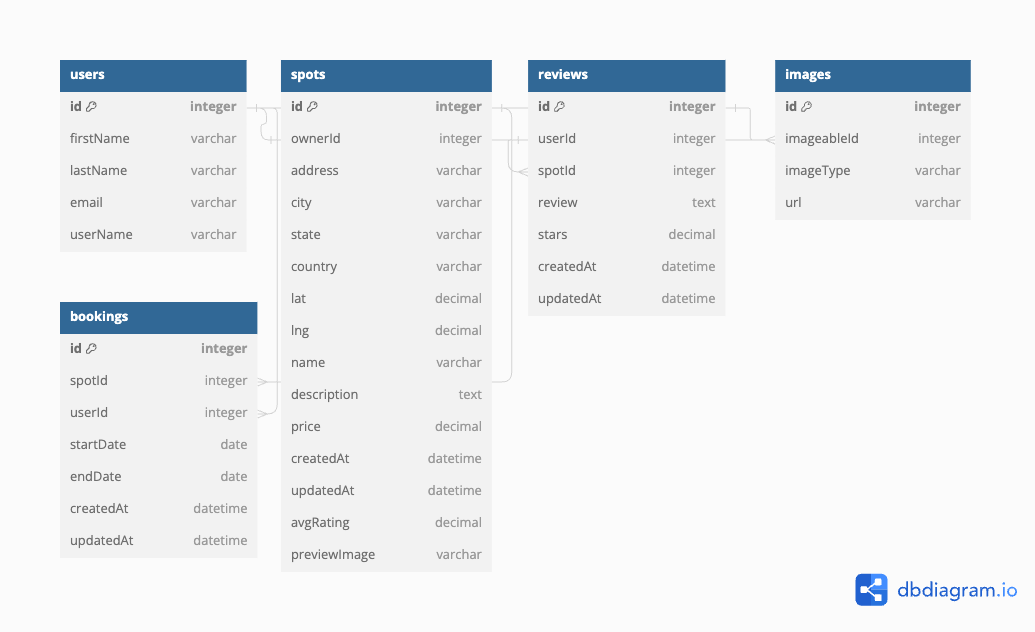 users
id integer
firstName varchar
lastName varchar
email varchar
userName varchar
bookings
id integer
spotId integer
userId integer
startDate date
endDate date
createdAt datetime
updatedAt datetime
spots
id integer
ownerId integer
address varchar
city varchar
state varchar
country varchar
lat decimal
lng decimal
name varchar
description text
price decimal
createdAt datetime
updatedAt datetime
avgRating decimal
previewImage varchar
reviews
id integer
userId integer
spotId integer
review text
stars decimal
createdAt datetime
updatedAt datetime
images
id integer
imageableId integer
imageType varchar
url varchar
dbdiagram.io